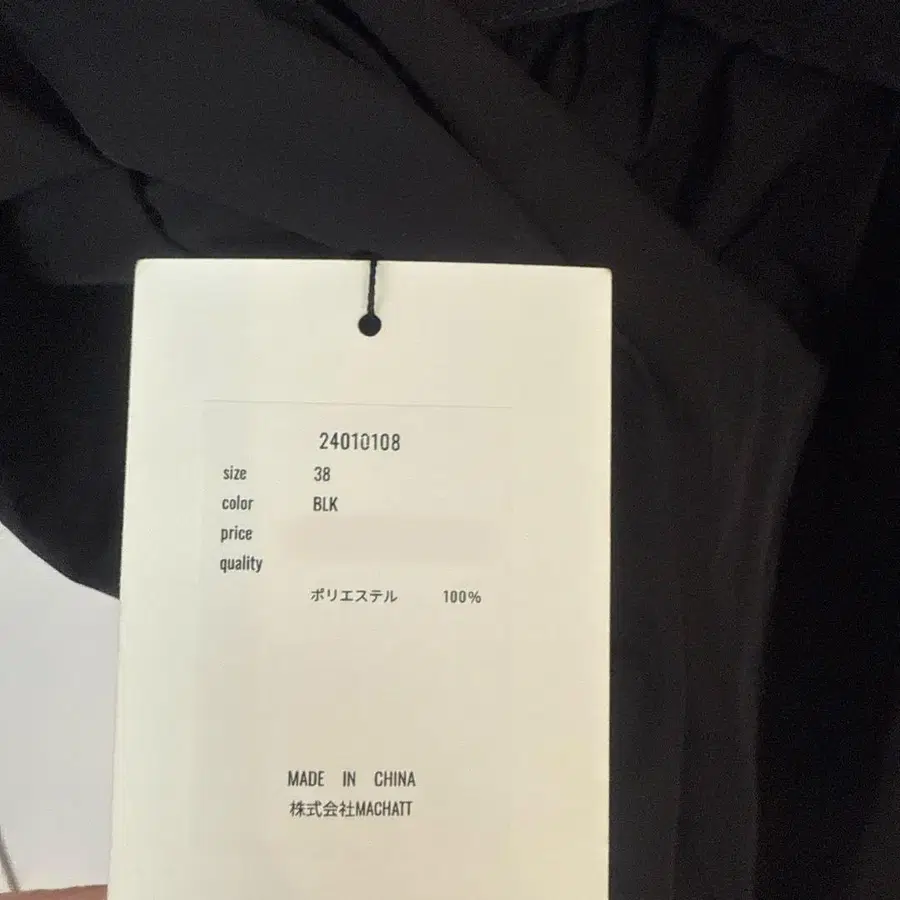 24010108
size 38
color BLK
price
quality
ポリエステル 100%
MADE IN CHINA
株式会社MACHATT